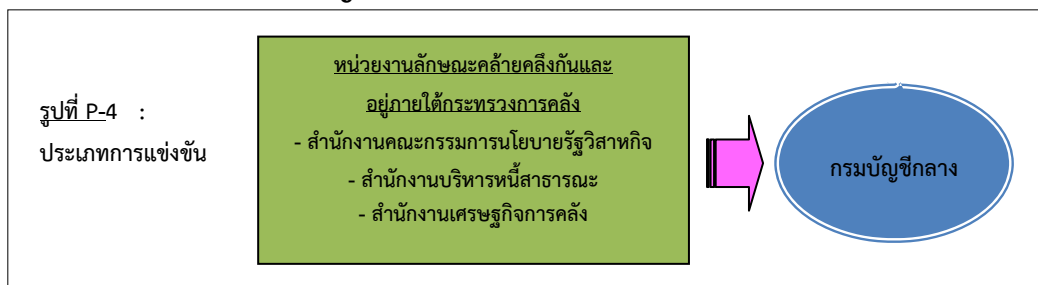 รูปที่ P-4 :
ประเภทการแข่งขัน
หน่วยงานลักษณะคล้ายคลึงกันและ
อยู่ภายใต้กระทรวงการคลัง
- สำนักงานคณะกรรมการนโยบายรัฐวิสาหกิจ
- สำนักงานบริหารหนี้สาธารณะ
- สำนักงานเศรษฐกิจการคลัง
กรมบัญชีกลาง